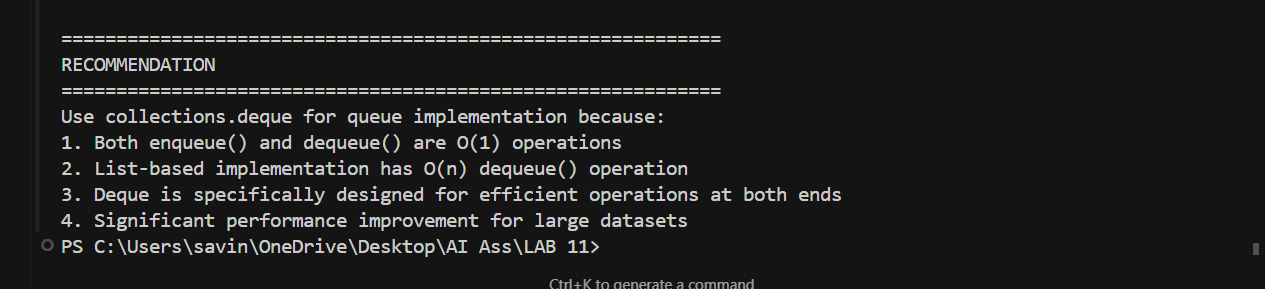 ============================================================
RECOMMENDATION
============================================================
Use collections.deque for queue implementation because:
1. Both enqueue() and dequeue() are O(1) operations
2. List-based implementation has O(n) dequeue() operation
3. Deque is specifically designed for efficient operations at both ends
4. Significant performance improvement for large datasets
PS C:\Users\savin\OneDrive\Desktop\AI Ass\LAB 11>
Ctrl+K to generate a command